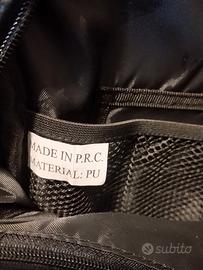 MADE IN P.R.C.
MATERIAL: PU
subito